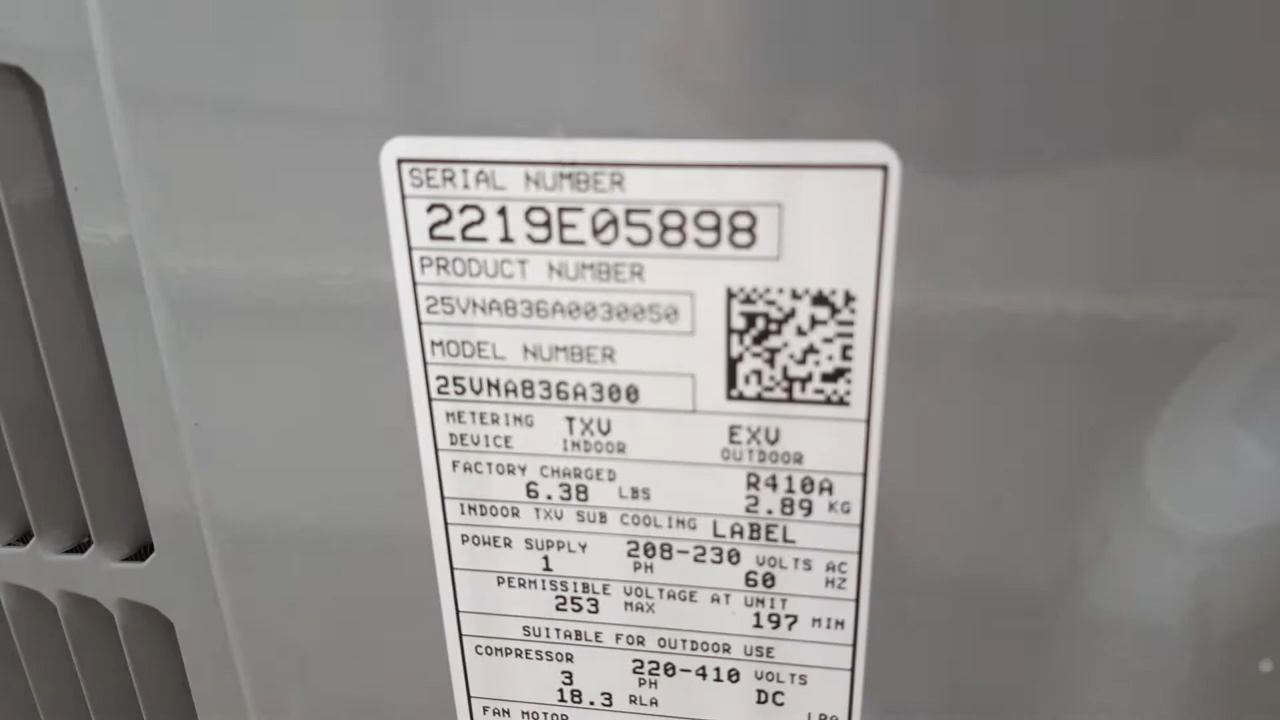 SERIAL NUMBER
2219E05898
PRODUCT NUMBER
25VNA836A0030050
MODEL NUMBER
25VNA836A300
METERING DEVICE TXV INDOOR EXV OUTDOOR
FACTORY CHARGED R410A
6.38 LBS 2.89 KG
INDOOR TXV SUB COOLING LABEL
POWER SUPPLY 208-230 VOLTS AC
1 PH 60 HZ
PERMISSIBLE VOLTAGE AT UNIT
253 MAX 197 MIN
SUITABLE FOR OUTDOOR USE
COMPRESSOR 220-410 VOLTS
3 PH DC
18.3 RLA LRA
FAN MOTOR